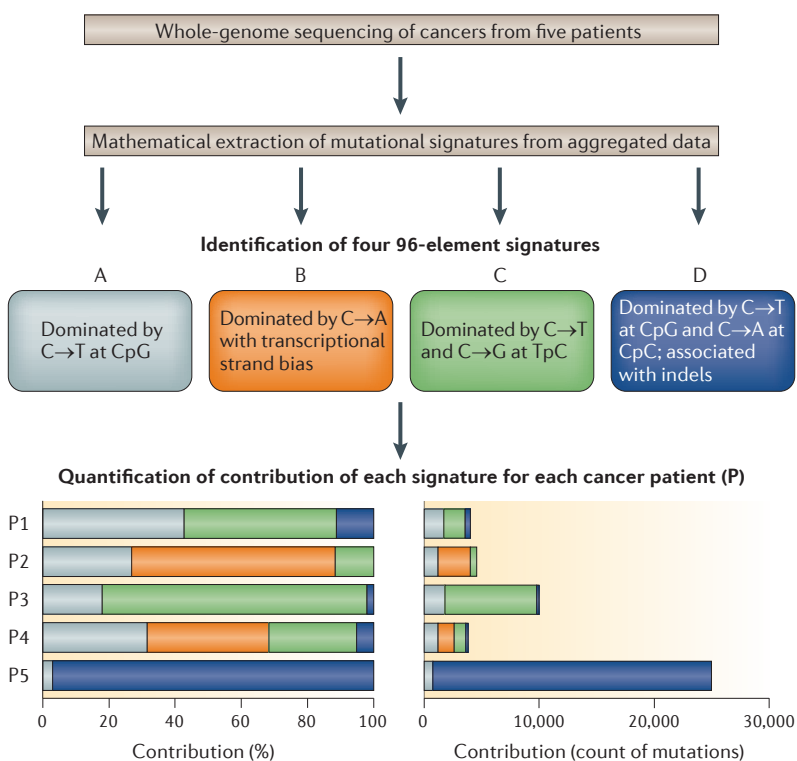 Whole-genome sequencing of cancers from five patients
Mathematical extraction of mutational signatures from aggregated data
Identification of four 96-element signatures
A
B
C
D
Dominated by
C→T at CpG
Dominated by C→A
with transcriptional
strand bias
Dominated by C→T
and C→G at TpC
Dominated by C→T
at CpG and C→A at
CpC; associated
with indels
Quantification of contribution of each signature for each cancer patient (P)
P1
P2
P3
P4
P5
0
20
40
60
80
100
Contribution (%)
0
10,000
20,000
30,000
Contribution (count of mutations)